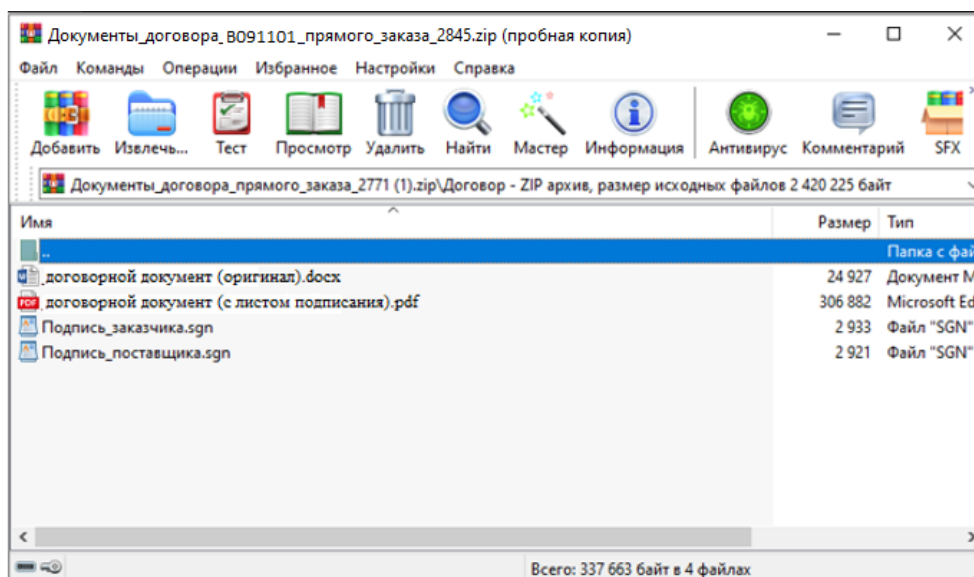 Документы_договора_B091101_прямого_заказа_2845.zip (пробная копия)
Файл Команды Операции Избранное Настройки Справка
Добавить Извлечь... Тест Просмотр Удалить Найти Мастер Информация Антивирус Комментарий SFX
Документы_договора_прямого_заказа_2771 (1).zip\Договор - ZIP архив, размер исходных файлов 2 420 225 байт
Имя Размер Тип
.. Папка с фай
договорной документ (оригинал).docx 24 927 Документ M
договорной документ (с листом подписания).pdf 306 882 Microsoft Ed
Подпись_заказчика.sgn 2 933 Файл "SGN"
Подпись_поставщика.sgn 2 921 Файл "SGN"
Всего: 337 663 байт в 4 файлах